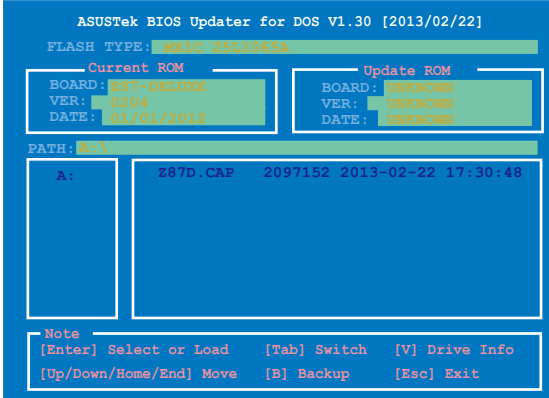 ASUSTek BIOS Updater for DOS V1.30 [2013/02/22]
FLASH TYPE: MXIC 25L1065A
Current ROM
BOARD: Z87-DELUXE
VER: 0204
DATE: 01/01/2012
Update ROM
BOARD: UNKNOWN
VER: UNKNOWN
DATE: UNKNOWN
PATH: A:\
A:
Z87D.CAP 2097152 2013-02-22 17:30:48
Note
[Enter] Select or Load [Tab] Switch [V] Drive Info
[Up/Down/Home/End] Move [B] Backup [Esc] Exit